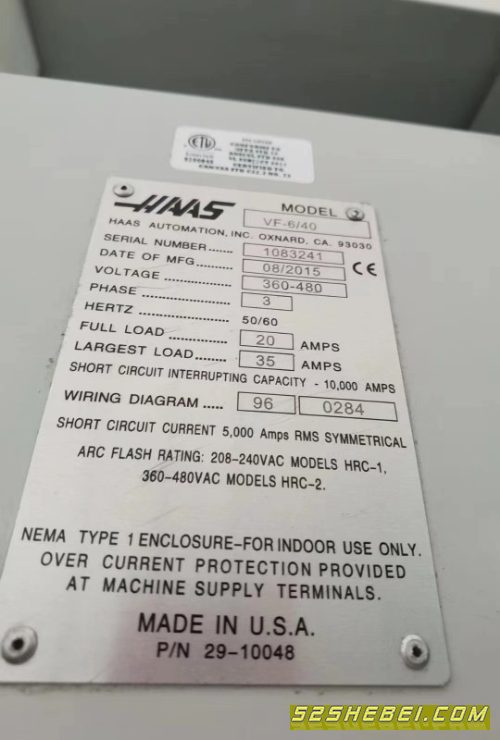 ETL
HAAS
MODEL VF-6/40
HAAS AUTOMATION, INC. OXNARD, CA. 93030
SERIAL NUMBER 1083241
DATE OF MFG 08/2015 CE
VOLTAGE 360-480
PHASE 3
HERTZ 50/60
FULL LOAD 20 AMPS
LARGEST LOAD 35 AMPS
SHORT CIRCUIT INTERRUPTING CAPACITY - 10,000 AMPS
WIRING DIAGRAM 96 0284
SHORT CIRCUIT CURRENT 5,000 Amps RMS SYMMETRICAL
ARC FLASH RATING: 208-240VAC MODELS HRC-1,
360-480VAC MODELS HRC-2.
NEMA TYPE 1 ENCLOSURE-FOR INDOOR USE ONLY.
OVER CURRENT PROTECTION PROVIDED
AT MACHINE SUPPLY TERMINALS.
MADE IN U.S.A.
P/N 29-10048
52SHEBEI.COM